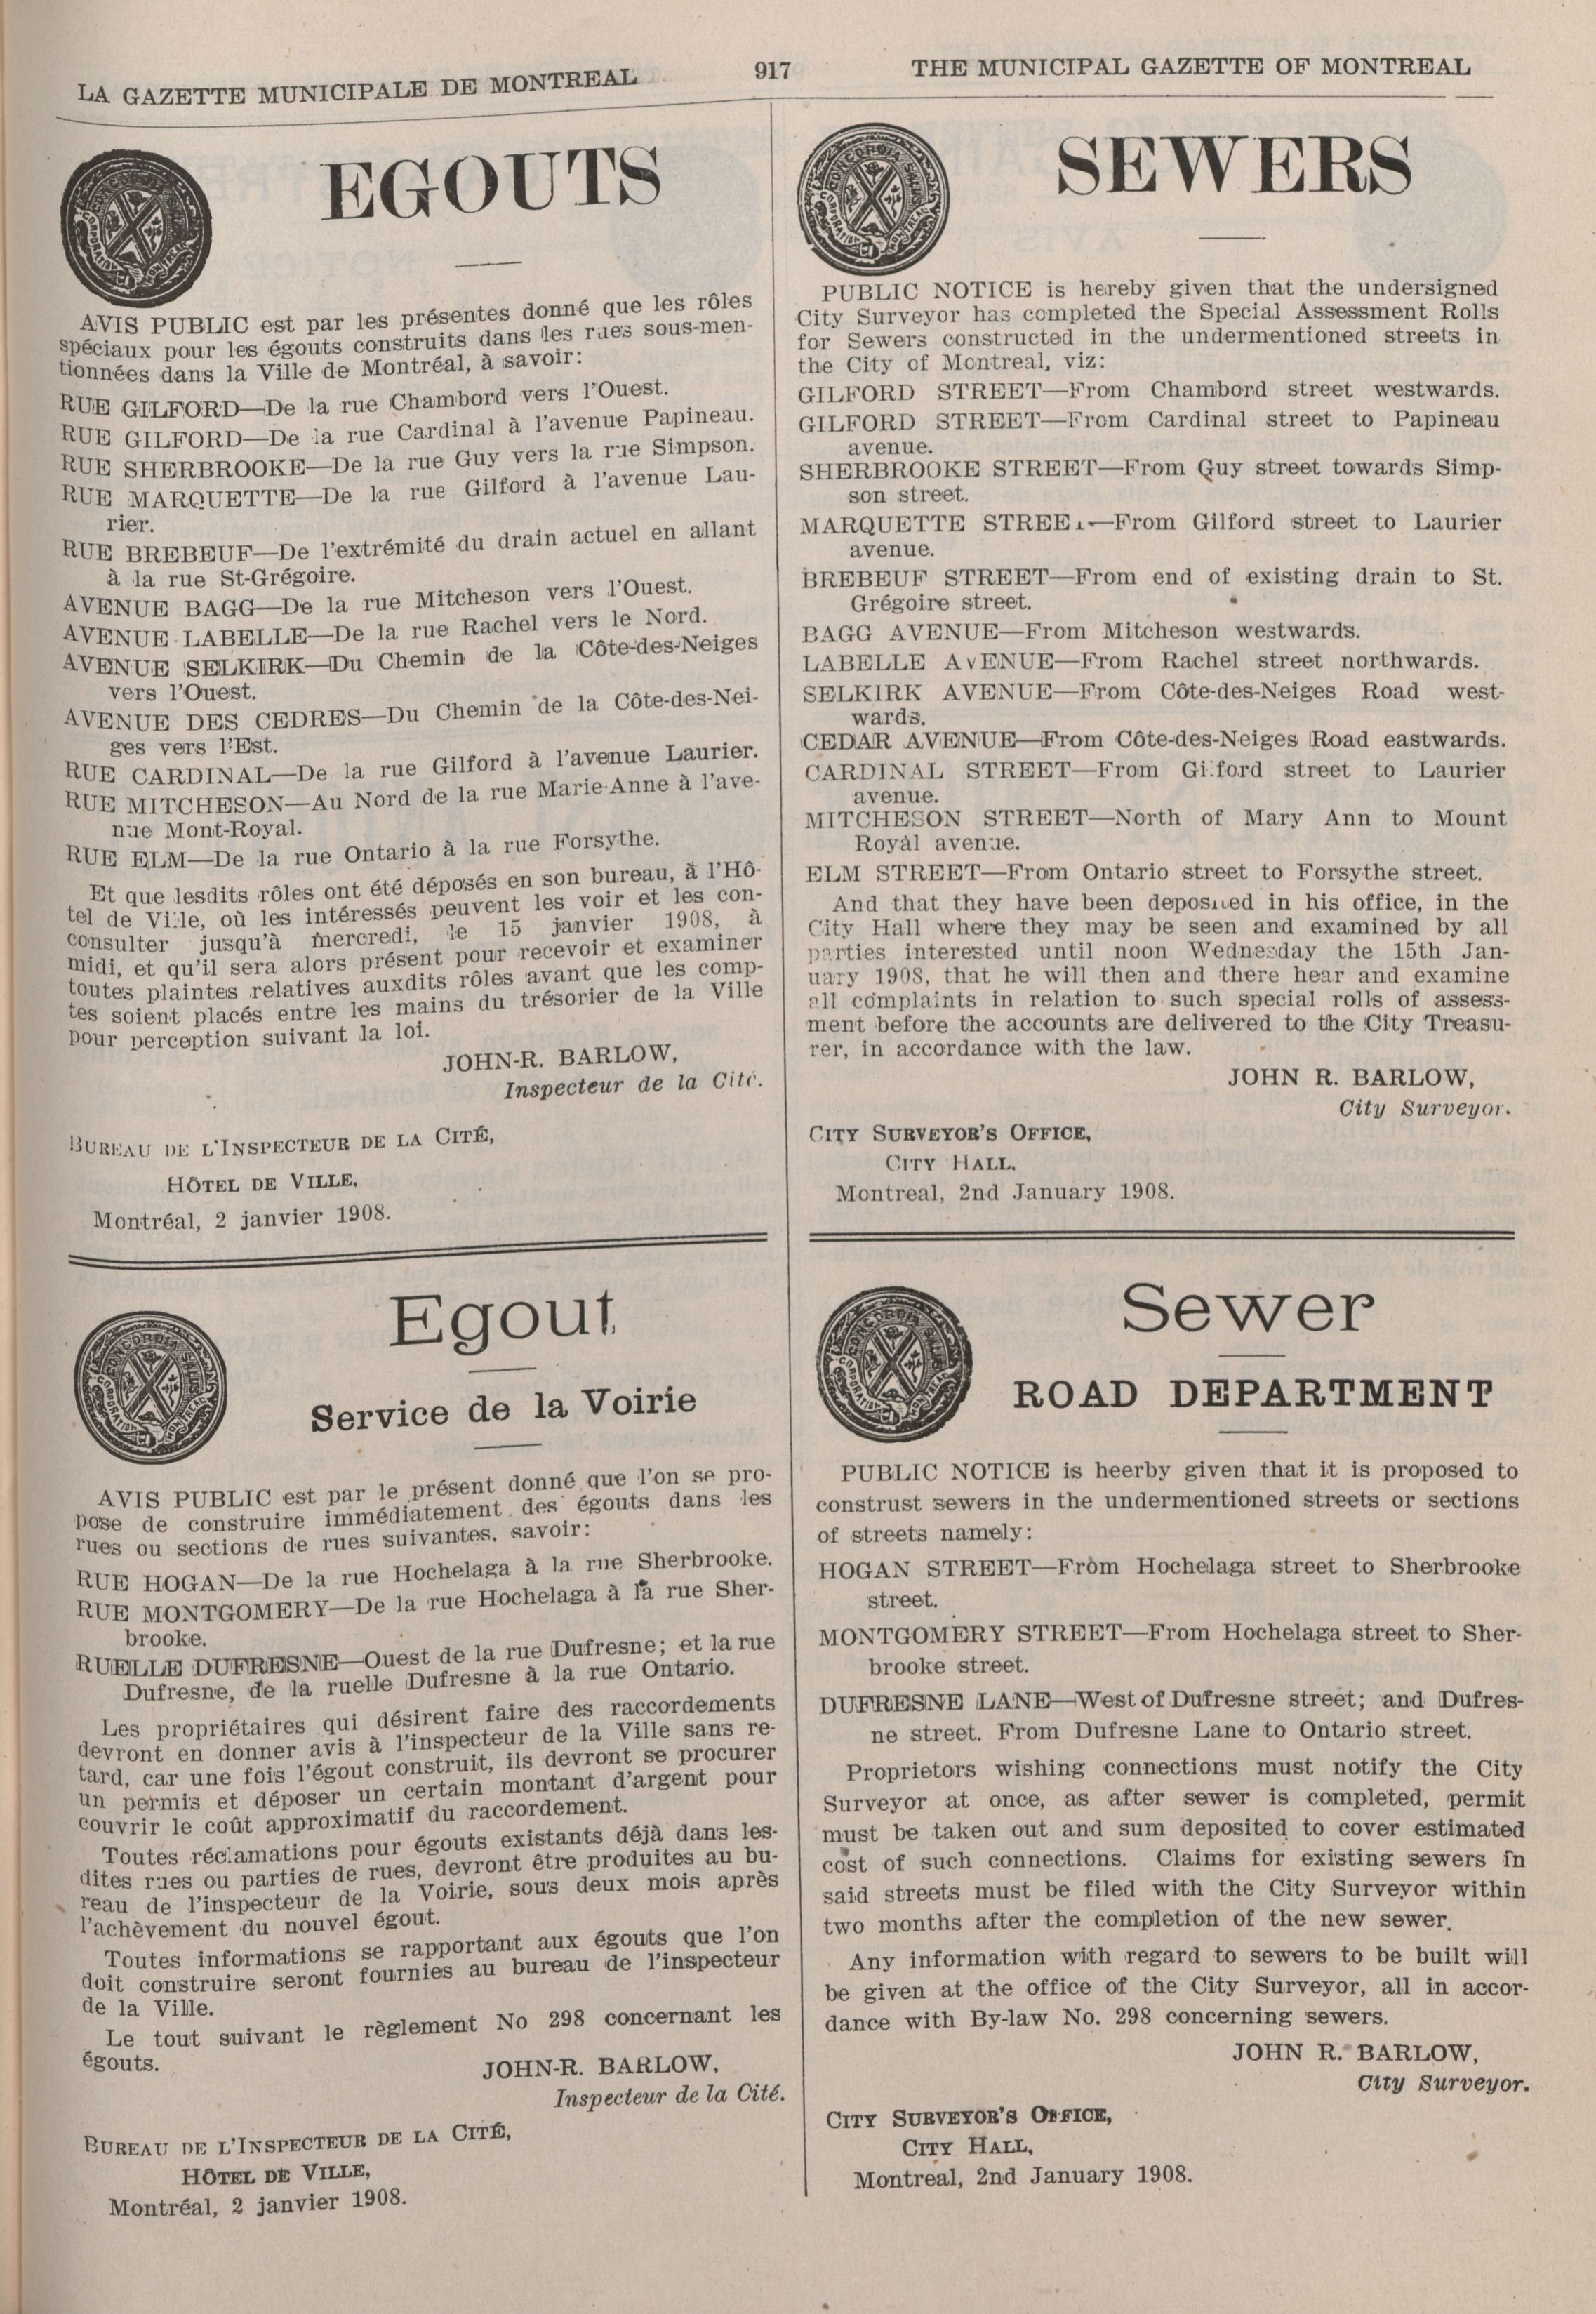 LA GAZETTE MUNICIPALE DE MONTREAL
917
THE MUNICIPAL GAZETTE OF MONTREAL
EGOUTS
AVIS PUBLIC est par les présentes donné que les rôles
spéciaux pour les égouts construits dans les rues sous-men-
tionnées dans la Ville de Montréal, à savoir:
RUE GILFORD—De la rue Chambord vers l'Ouest.
RUE GILFORD—De la rue Cardinal à l'avenue Papineau.
RUE SHERBROOKE—De la rue Guy vers la rue Simpson.
RUE MARQUETTE—De la rue Gilford à l'avenue Lau-
rier.
RUE BREBEUF—De l'extrémité du drain actuel en allant
à la rue St-Grégoire.
AVENUE BAGG—De la rue Mitcheson vers l'Ouest.
AVENUE LABELLE—De la rue Rachel vers le Nord.
AVENUE SELKIRK—Du Chemin de la Côte-des-Neiges
vers l'Ouest.
AVENUE DES CEDRES—Du Chemin de la Côte-des-Nei-
ges vers l'Est.
RUE CARDINAL—De la rue Gilford à l'avenue Laurier.
RUE MITCHESON—Au Nord de la rue Marie-Anne à l'ave-
nue Mont-Royal.
RUE ELM—De la rue Ontario à la rue Forsythe.
Et que lesdits rôles ont été déposés en son bureau, à l'Hô-
tel de Ville, où les intéressés peuvent les voir et les con-
consulter jusqu'à mercredi, le 15 janvier 1908, à
midi, et qu'il sera alors présent pour recevoir et examiner
toutes plaintes relatives auxdits rôles avant que les comp-
tes soient placés entre les mains du trésorier de la Ville
pour perception suivant la loi.
JOHN-R. BARLOW,
Inspecteur de la Cité.
BUREAU DE L'INSPECTEUR DE LA CITÉ,
HÔTEL DE VILLE.
Montréal, 2 janvier 1908.
Egout
Service de la Voirie
AVIS PUBLIC est par le présent donné que l'on se pro-
pose de construire immédiatement des égouts dans les
rues ou sections de rues suivantes, savoir:
RUE HOGAN—De la rue Hochelaga à la rue Sherbrooke.
RUE MONTGOMERY—De la rue Hochelaga à la rue Sher-
brooke.
RUELLE DUFRESNE—Ouest de la rue Dufresne; et la rue
Dufresne, de la ruelle Dufresne à la rue Ontario.
Les propriétaires qui désirent faire des raccordements
devront en donner avis à l'inspecteur de la Ville sans re-
tard, car une fois l'égout construit, ils devront se procurer
un permis et déposer un certain montant d'argent pour
couvrir le coût approximatif du raccordement.
Toutes réclamations pour égouts existants déjà dans les-
dites rues ou parties de rues, devront être produites au bu-
reau de l'inspecteur de la Voirie, sous deux mois après
l'achèvement du nouvel égout.
Toutes informations se rapportant aux égouts que l'on
doit construire seront fournies au bureau de l'inspecteur
de la Ville.
Le tout suivant le règlement No 298 concernant les
égouts.
JOHN-R. BARLOW,
Inspecteur de la Cité.
BUREAU DE L'INSPECTEUR DE LA CITÉ,
HÔTEL DE VILLE,
Montréal, 2 janvier 1908.
SEWERS
PUBLIC NOTICE is hereby given that the undersigned
City Surveyor has completed the Special Assessment Rolls
for Sewers constructed in the undermentioned streets in
the City of Montreal, viz:
GILFORD STREET—From Chambord street westwards.
GILFORD STREET—From Cardinal street to Papineau
avenue.
SHERBROOKE STREET—From Guy street towards Simp-
son street.
MARQUETTE STREET—From Gilford street to Laurier
avenue.
BREBEUF STREET—From end of existing drain to St.
Grégoire street.
BAGG AVENUE—From Mitcheson westwards.
LABELLE AVENUE—From Rachel street northwards.
SELKIRK AVENUE—From Côte-des-Neiges Road west-
wards.
CEDAR AVENUE—From Côte-des-Neiges Road eastwards.
CARDINAL STREET—From Gilford street to Laurier
avenue.
MITCHESON STREET—North of Mary Ann to Mount
Royal avenue.
ELM STREET—From Ontario street to Forsythe street.
And that they have been deposited in his office, in the
City Hall where they may be seen and examined by all
parties interested until noon Wednesday the 15th Jan-
uary 1908, that he will then and there hear and examine
all complaints in relation to such special rolls of assess-
ment before the accounts are delivered to the City Treasu-
rer, in accordance with the law.
JOHN R. BARLOW,
City Surveyor.
CITY SURVEYOR'S OFFICE,
CITY HALL.
Montreal, 2nd January 1908.
Sewer
ROAD DEPARTMENT
PUBLIC NOTICE is heerby given that it is proposed to
construst sewers in the undermentioned streets or sections
of streets namely:
HOGAN STREET—From Hochelaga street to Sherbrooke
street.
MONTGOMERY STREET—From Hochelaga street to Sher-
brooke street.
DUFRESNE LANE—West of Dufresne street; and Dufres-
ne street. From Dufresne Lane to Ontario street.
Proprietors wishing connections must notify the City
Surveyor at once, as after sewer is completed, permit
must be taken out and sum deposited to cover estimated
cost of such connections. Claims for existing sewers in
said streets must be filed with the City Surveyor within
two months after the completion of the new sewer.
Any information with regard to sewers to be built will
be given at the office of the City Surveyor, all in accor-
dance with By-law No. 298 concerning sewers.
JOHN R. BARLOW,
City Surveyor.
CITY SURVEYOR'S OFFICE,
CITY HALL,
Montreal, 2nd January 1908.